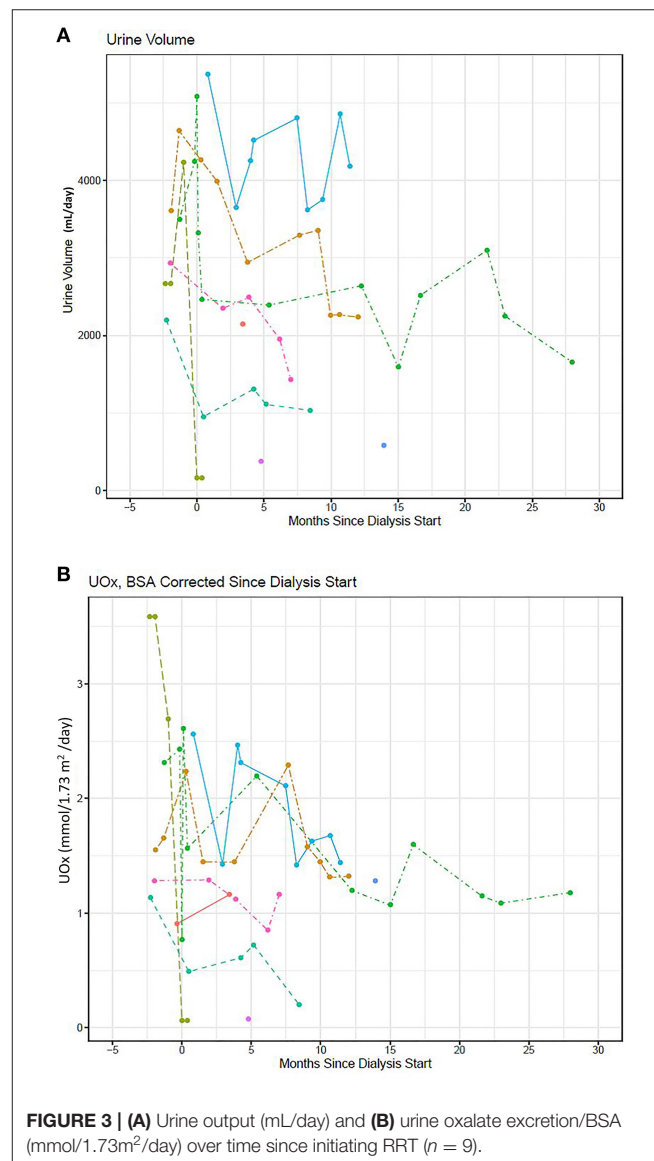 A
Urine Volume
Urine Volume (mL/day)
4000
2000
0
−5 0 5 10 15 20 25 30
Months Since Dialysis Start
B
UOx, BSA Corrected Since Dialysis Start
UOx (mmol/1.73 m² /day)
3
2
1
0
−5 0 5 10 15 20 25 30
Months Since Dialysis Start
FIGURE 3 | (A) Urine output (mL/day) and (B) urine oxalate excretion/BSA
(mmol/1.73m²/day) over time since initiating RRT (n = 9).